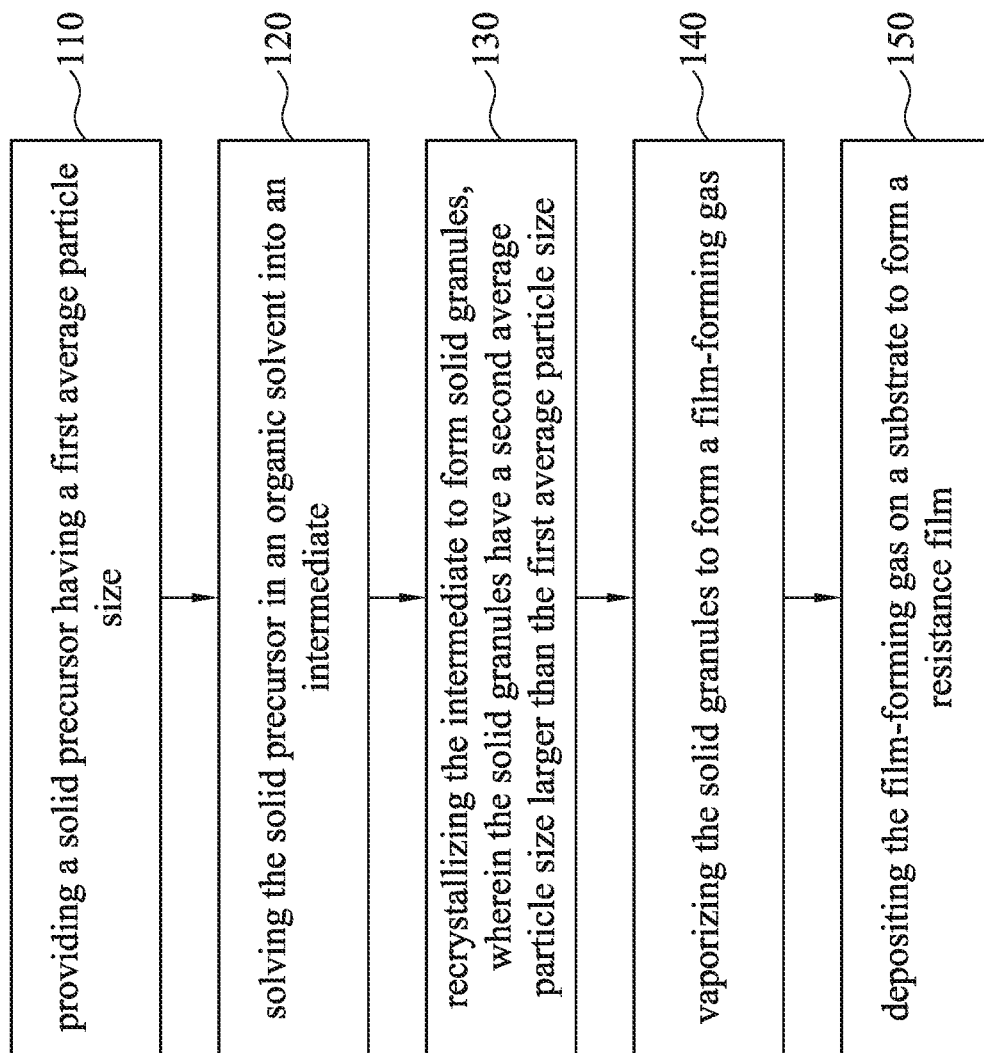 providing a solid precursor having a first average particle
size
110
solving the solid precursor in an organic solvent into an
intermediate
120
recrystallizing the intermediate to form solid granules,
wherein the solid granules have a second average
particle size larger than the first average particle size
130
vaporizing the solid granules to form a film-forming gas
140
depositing the film-forming gas on a substrate to form a
resistance film
150